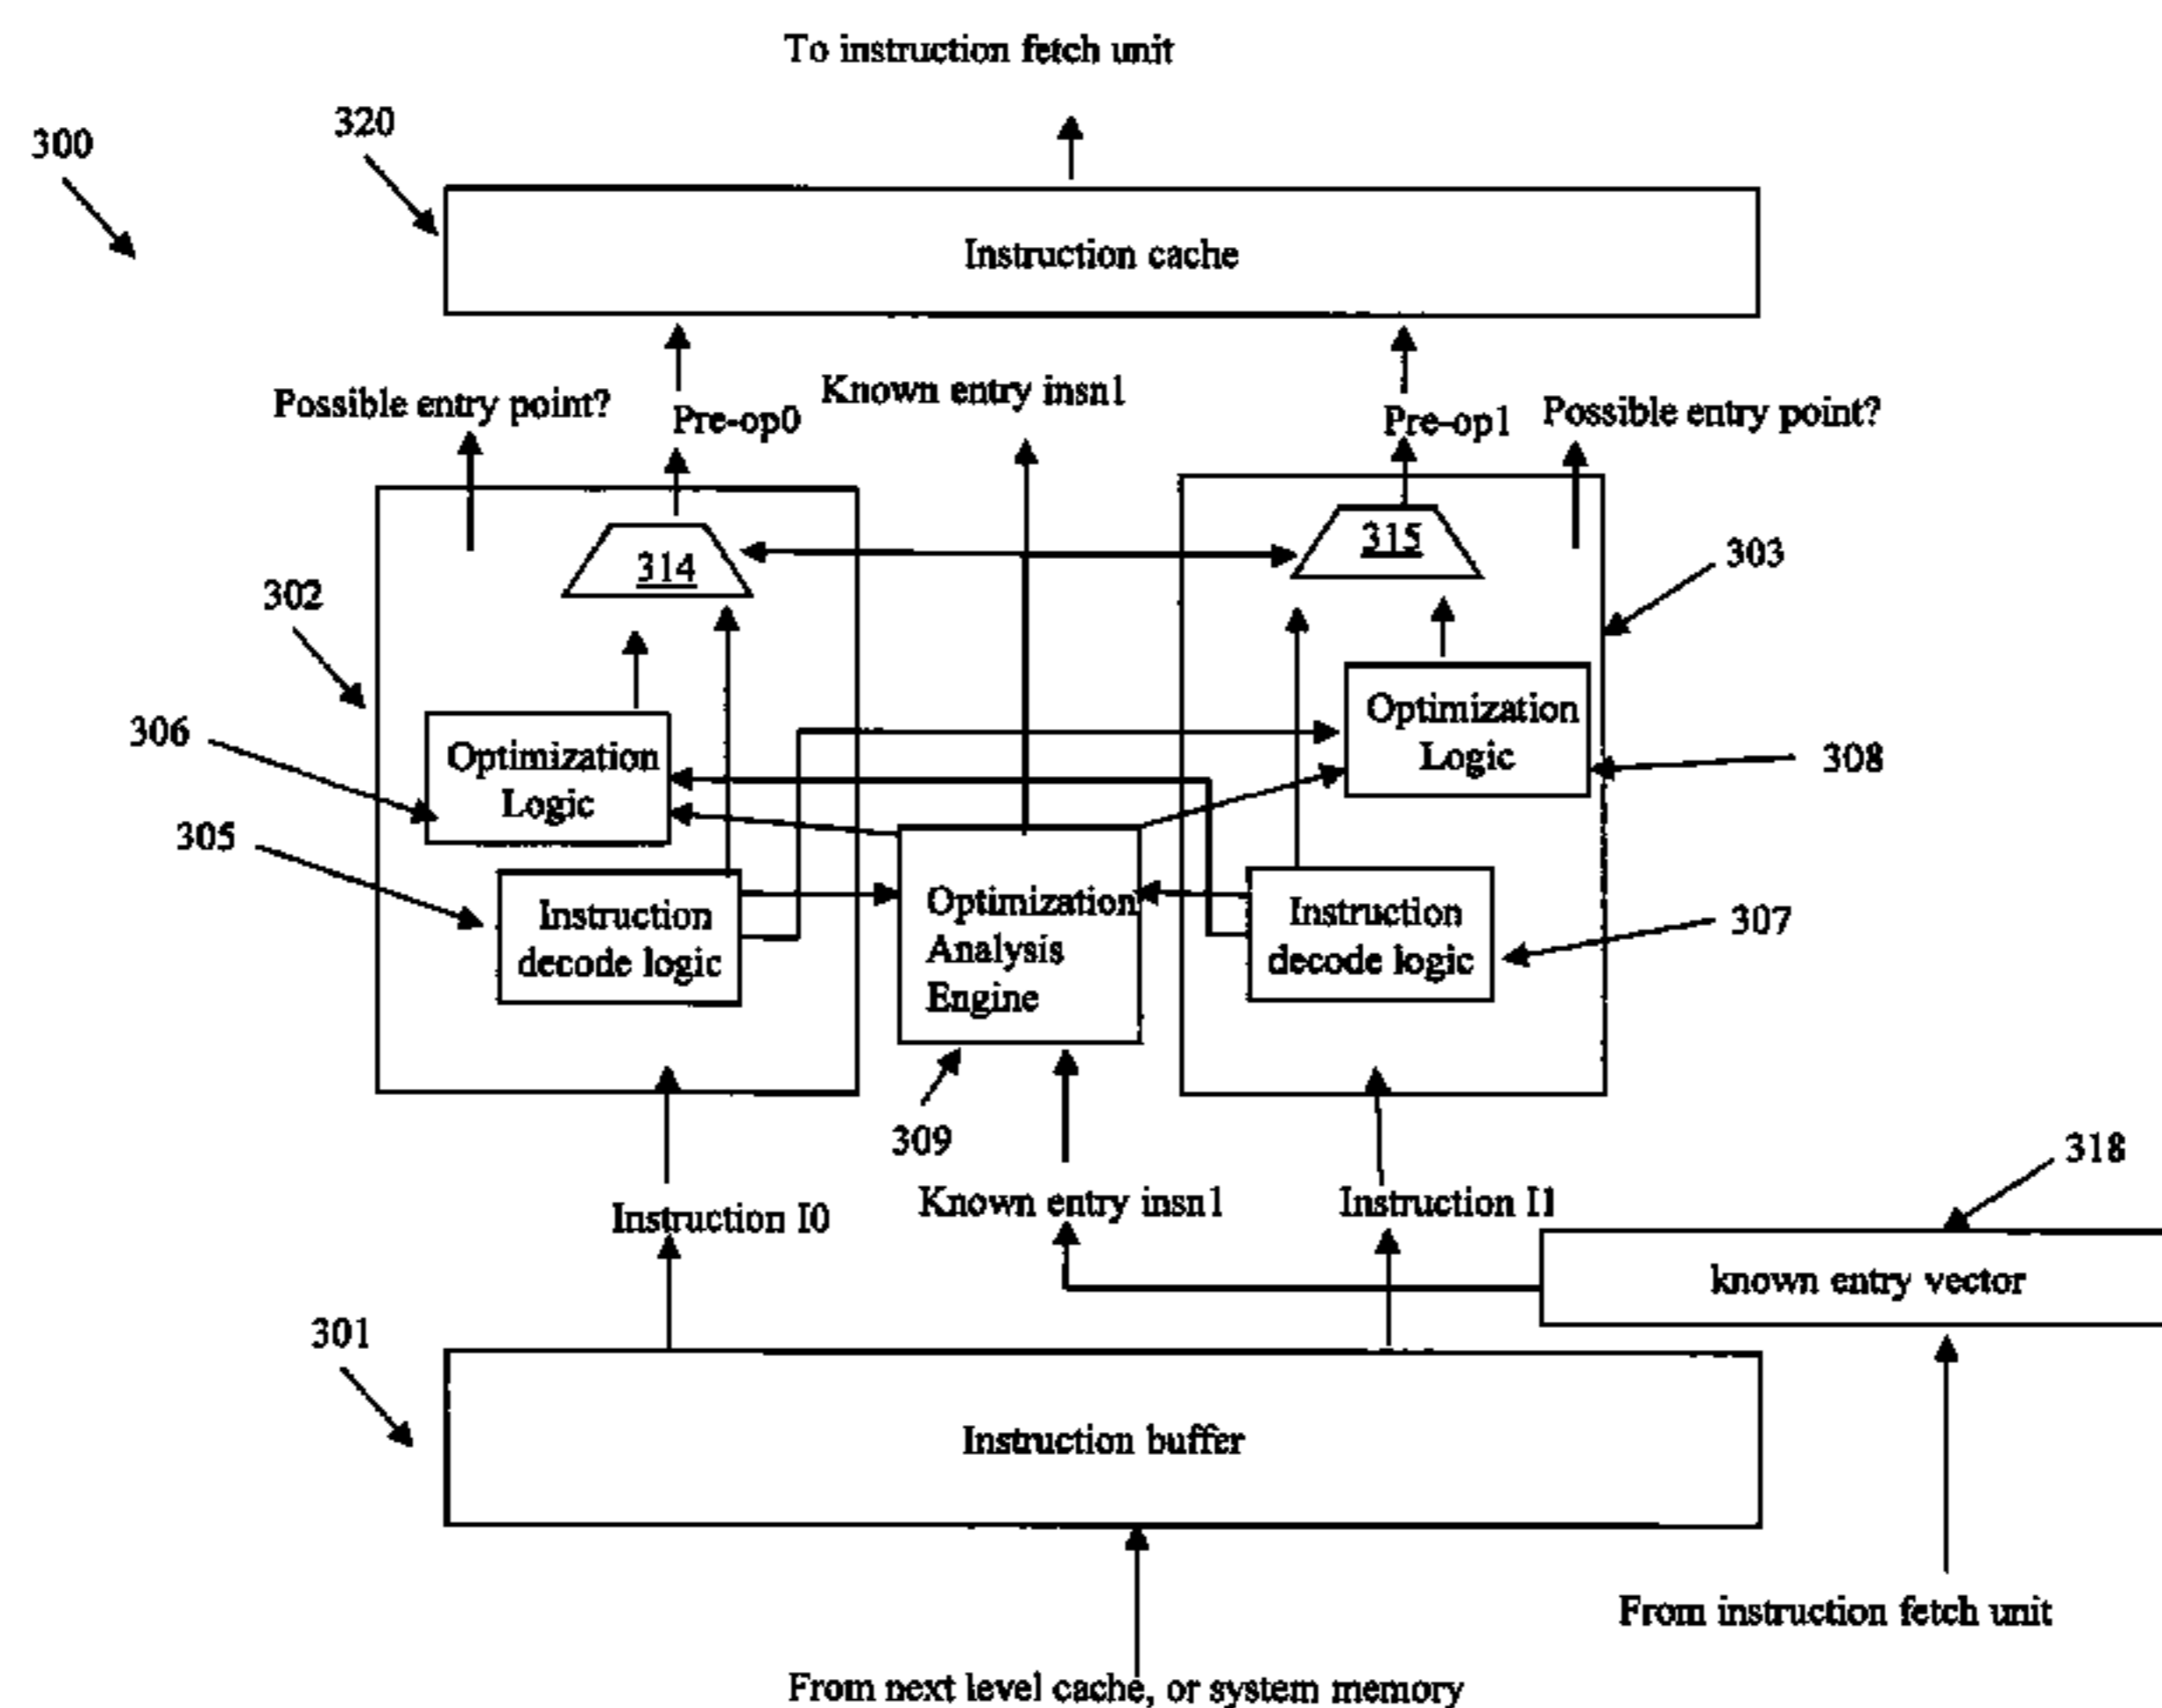 To instruction fetch unit
300
320
Instruction cache
Possible entry point?
Pre-op0
Known entry insn1
Pre-op1
Possible entry point?
314
315
302
303
306
Optimization
Logic
Optimization
Logic
308
305
Instruction
decode logic
Optimization
Analysis
Engine
Instruction
decode logic
307
309
318
Instruction I0
Known entry insn1
Instruction I1
known entry vector
301
Instruction buffer
From instruction fetch unit
From next level cache, or system memory